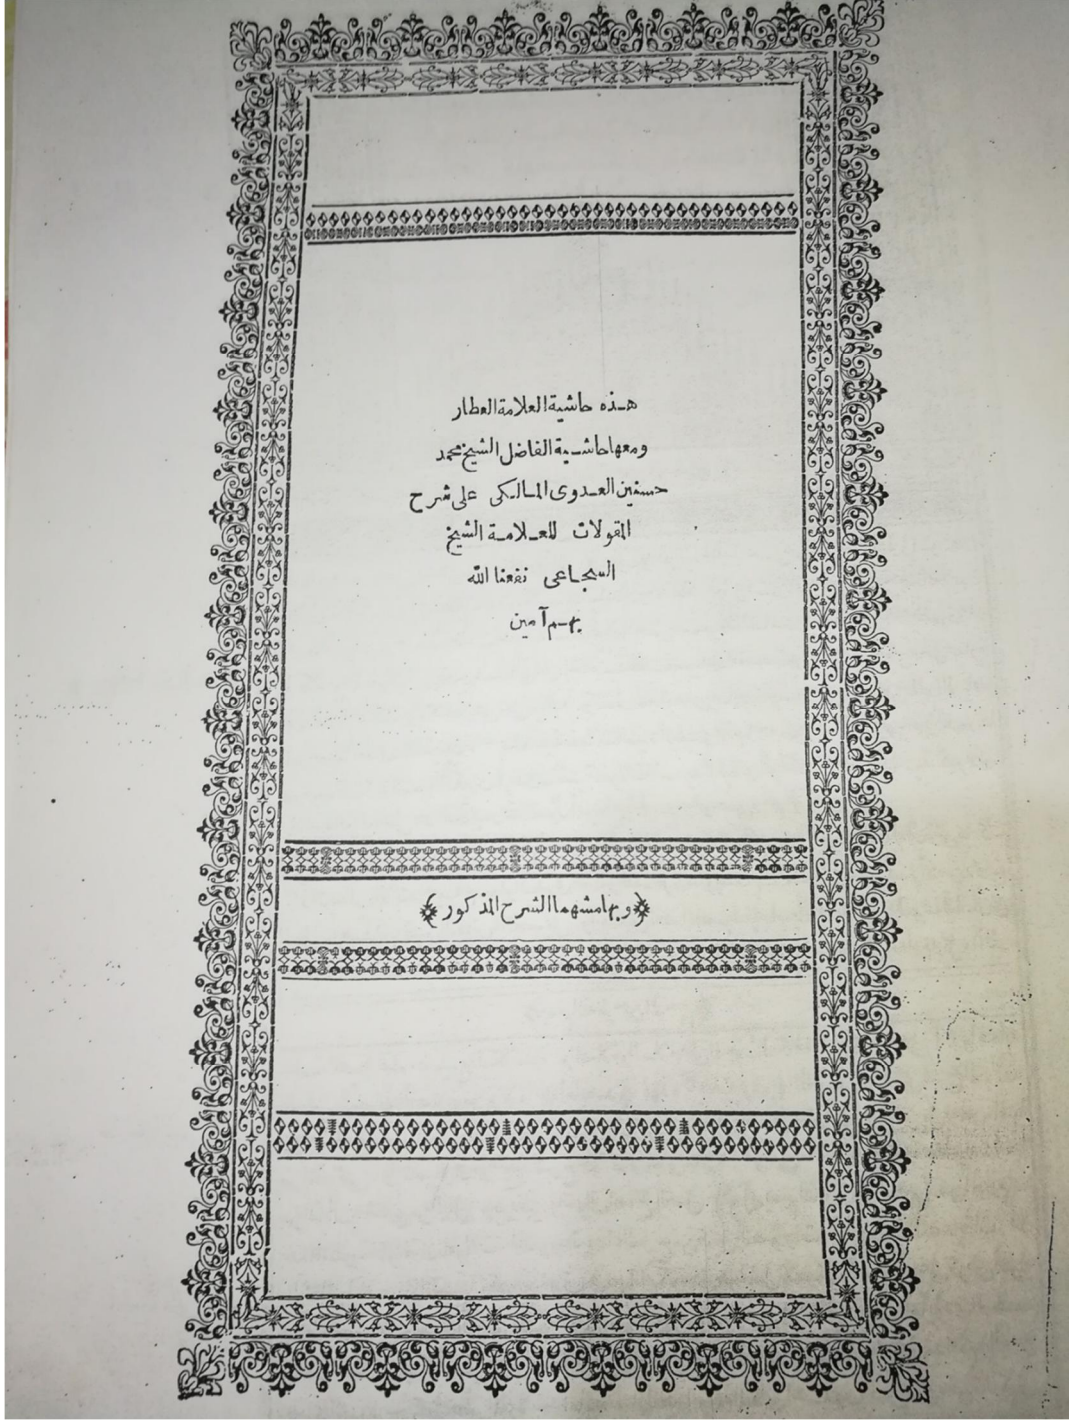 هذه حاشية العلامة العطار
ومعها حاشية الفاضل الشيخ محمد
حسنين العدوى المالكى على شرح
المقولات للعلامة الشيخ
السجاعى نفعنا الله
بهم آمين
﴿وبهامشهما الشرح المذكور﴾